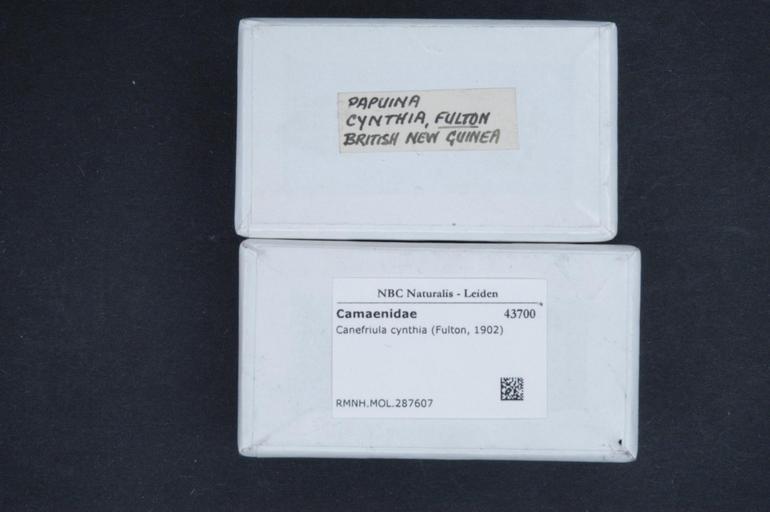 PAPUINA
CYNTHIA, FULTON
BRITISH NEW GUINEA
NBC Naturalis - Leiden
Camaenidae 43700
Canefriula cynthia (Fulton, 1902)
RMNH.MOL.287607